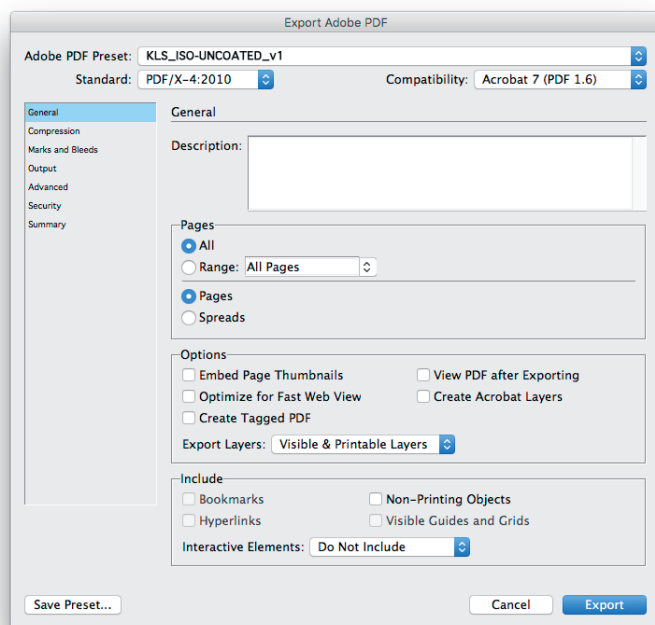 Export Adobe PDF
Adobe PDF Preset: KLS_ISO-UNCOATED_v1
Standard: PDF/X-4:2010 Compatibility: Acrobat 7 (PDF 1.6)
General
Compression
Marks and Bleeds
Output
Advanced
Security
Summary
General
Description:
Pages
All
Range: All Pages
Pages
Spreads
Options
Embed Page Thumbnails View PDF after Exporting
Optimize for Fast Web View Create Acrobat Layers
Create Tagged PDF
Export Layers: Visible & Printable Layers
Include
Bookmarks Non-Printing Objects
Hyperlinks Visible Guides and Grids
Interactive Elements: Do Not Include
Save Preset... Cancel Export